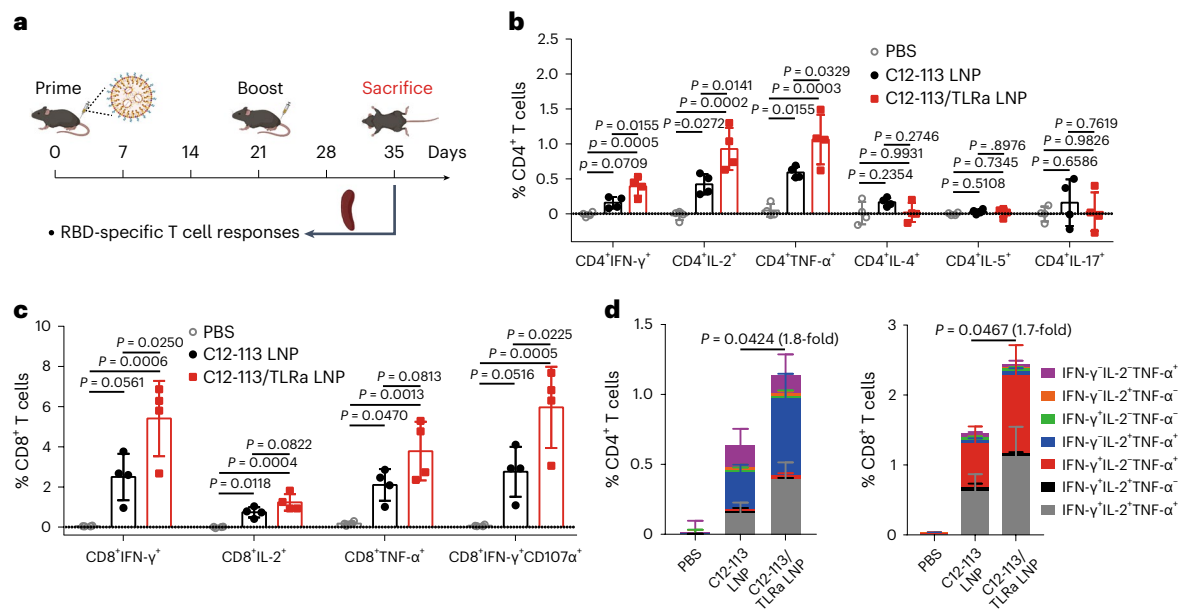 a
Prime
Boost
Sacrifice
0 7 14 21 28 35 Days
• RBD-specific T cell responses
b
% CD4⁺ T cells
2.5
2.0
1.5
1.0
0.5
0
PBS
C12-113 LNP
C12-113/TLRa LNP
P = 0.0155
P = 0.0005
p = 0.0709
P = 0.0141
P = 0.0002
P = 0.0272
P = 0.0329
P = 0.0003
P = 0.0155
P = 0.2746
P = 0.9931
P = 0.2354
P = .8976
P = 0.7345
P = 0.5108
P = 0.7619
P = 0.9826
P = 0.6586
CD4⁺IFN-γ⁺ CD4⁺IL-2⁺ CD4⁺TNF-α⁺ CD4⁺IL-4⁺ CD4⁺IL-5⁺ CD4⁺IL-17⁺
c
% CD8⁺ T cells
10
8
6
4
2
0
PBS
C12-113 LNP
C12-113/TLRa LNP
P = 0.0250
P = 0.0006
P = 0.0561
P = 0.0822
P = 0.0004
P = 0.0118
P = 0.0813
P = 0.0013
P = 0.0470
P = 0.0225
P = 0.0005
P = 0.0516
CD8⁺IFN-γ⁺ CD8⁺IL-2⁺ CD8⁺TNF-α⁺ CD8⁺IFN-γ⁺CD107α⁺
d
% CD4⁺ T cells
1.5
1.0
0.5
0
P = 0.0424 (1.8-fold)
PBS
C12-113
LNP
C12-113/
TLRa LNP
% CD8⁺ T cells
3
2
1
0
P = 0.0467 (1.7-fold)
PBS
C12-113
LNP
C12-113/
TLRa LNP
IFN-γ⁻IL-2⁻TNF-α⁺
IFN-γ⁻IL-2⁺TNF-α⁻
IFN-γ⁺IL-2⁻TNF-α⁻
IFN-γ⁻IL-2⁺TNF-α⁺
IFN-γ⁺IL-2⁻TNF-α⁺
IFN-γ⁺IL-2⁺TNF-α⁻
IFN-γ⁺IL-2⁺TNF-α⁺